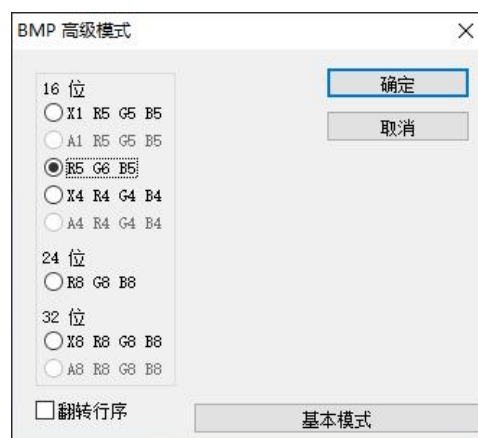 BMP 高级模式
16 位
X1 R5 G5 B5
A1 R5 G5 B5
R5 G6 B5
X4 R4 G4 B4
A4 R4 G4 B4
24 位
R8 G8 B8
32 位
X8 R8 G8 B8
A8 R8 G8 B8
翻转行序
确定
取消
基本模式